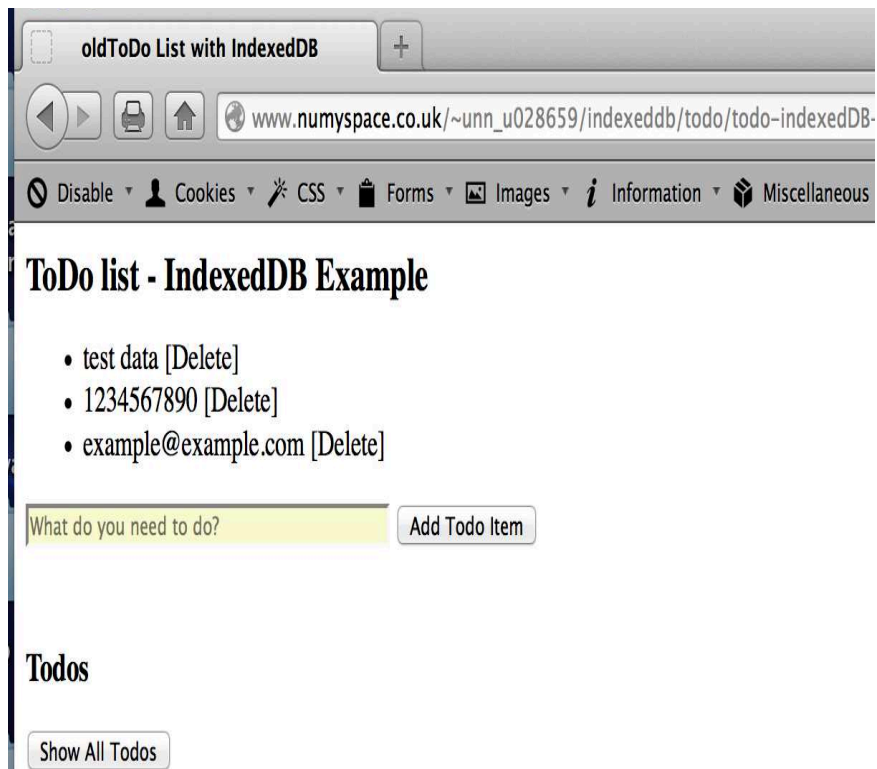 oldToDo List with IndexedDB
www.numyspace.co.uk/~unn_u028659/indexeddb/todo/todo-indexedDB-
Disable Cookies CSS Forms Images Information Miscellaneous
ToDo list - IndexedDB Example
• test data [Delete]
• 1234567890 [Delete]
• example@example.com [Delete]
What do you need to do? Add Todo Item
Todos
Show All Todos